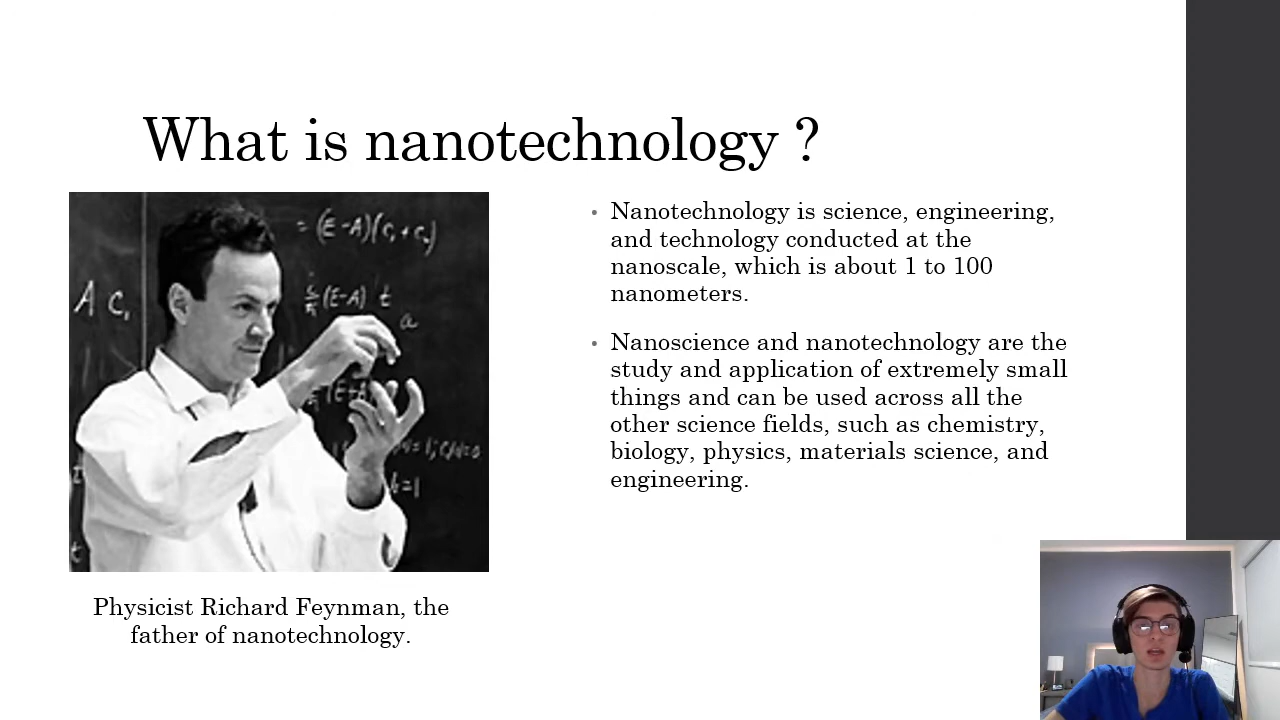 What is nanotechnology ?
= (E-A)(
A C,
(E-A) t
a
b=1
t
• Nanotechnology is science, engineering,
and technology conducted at the
nanoscale, which is about 1 to 100
nanometers.
• Nanoscience and nanotechnology are the
study and application of extremely small
things and can be used across all the
other science fields, such as chemistry,
biology, physics, materials science, and
engineering.
Physicist Richard Feynman, the
father of nanotechnology.